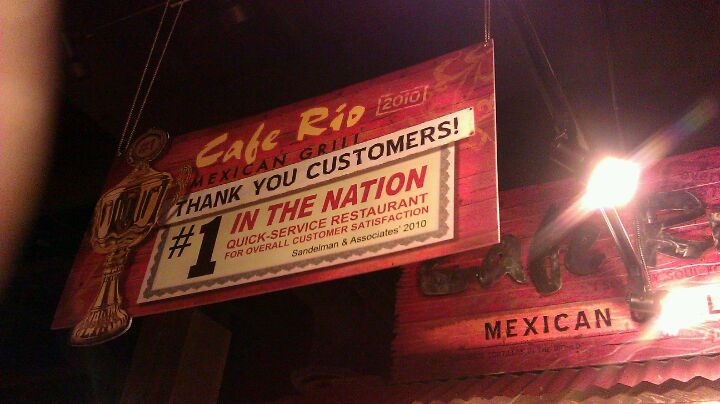 Cafe Rio 2010
MEXICAN GRILL
THANK YOU CUSTOMERS!
#1 IN THE NATION
QUICK-SERVICE RESTAURANT
FOR OVERALL CUSTOMER SATISFACTION
Sandelman & Associates' 2010
CAFE R
MEXICAN